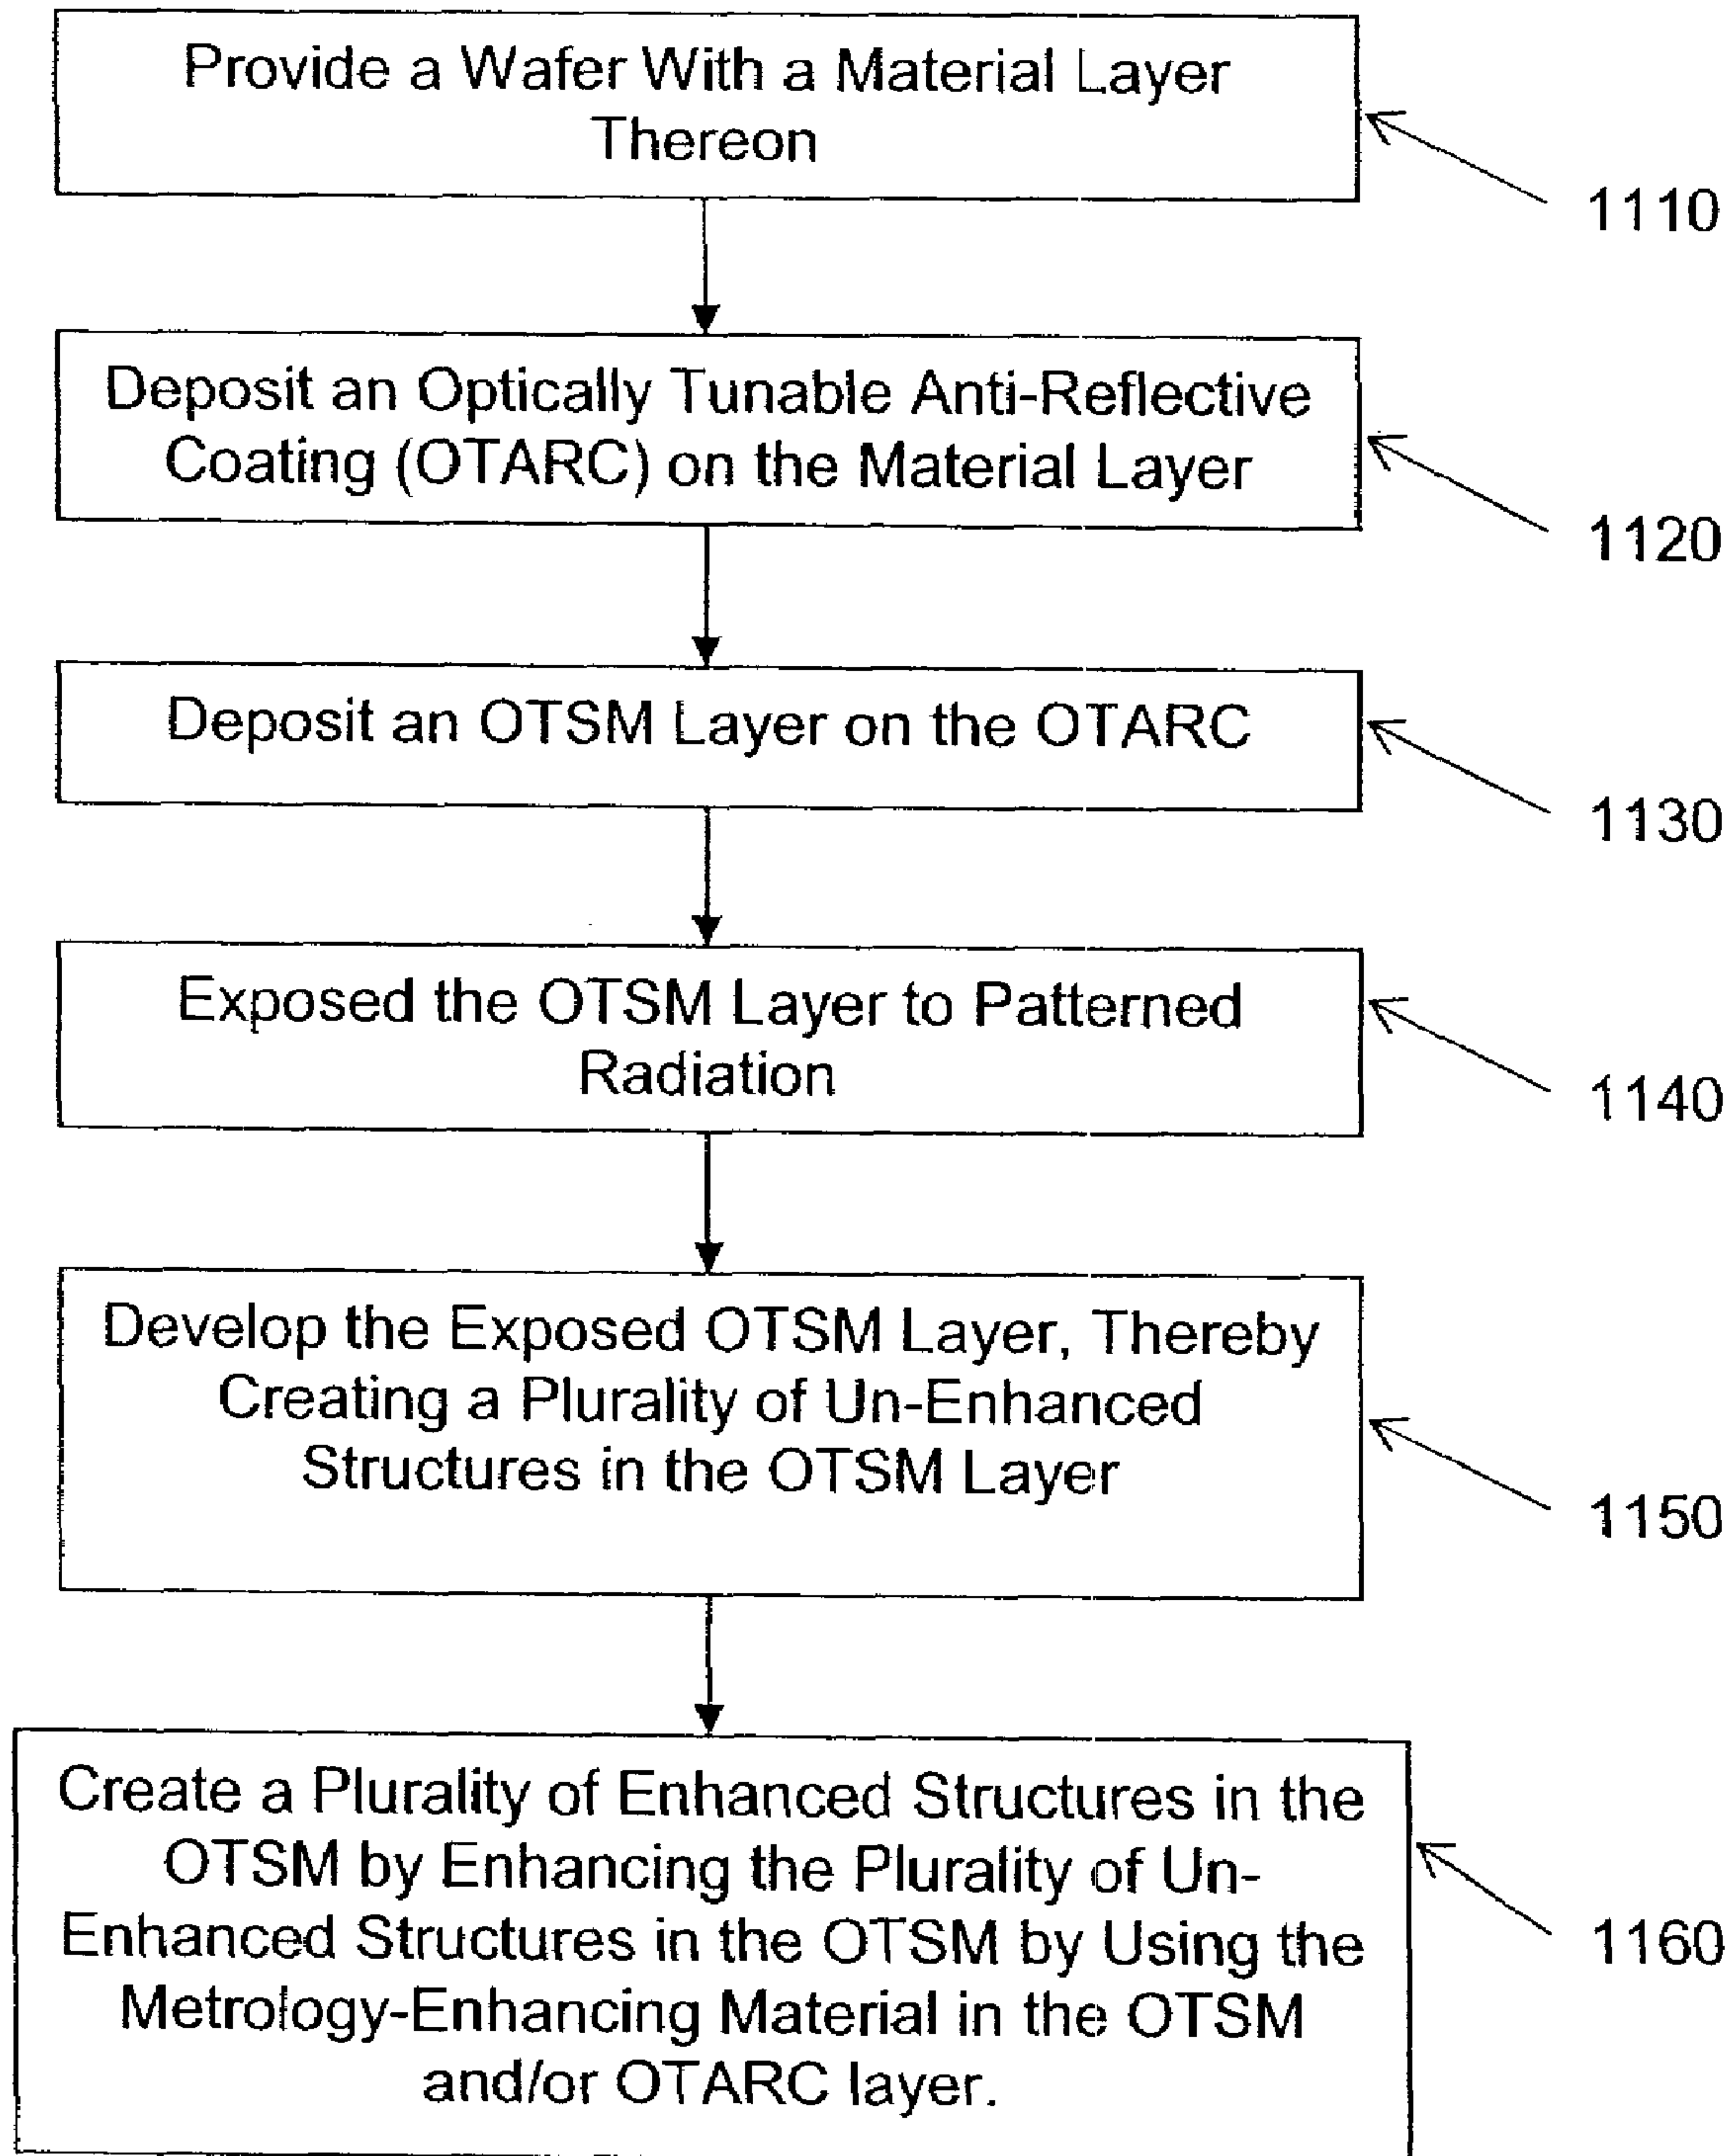 Provide a Wafer With a Material Layer
Thereon
1110
Deposit an Optically Tunable Anti-Reflective
Coating (OTARC) on the Material Layer
1120
Deposit an OTSM Layer on the OTARC
1130
Exposed the OTSM Layer to Patterned
Radiation
1140
Develop the Exposed OTSM Layer, Thereby
Creating a Plurality of Un-Enhanced
Structures in the OTSM Layer
1150
Create a Plurality of Enhanced Structures in the
OTSM by Enhancing the Plurality of Un-
Enhanced Structures in the OTSM by Using the
Metrology-Enhancing Material in the OTSM
and/or OTARC layer.
1160